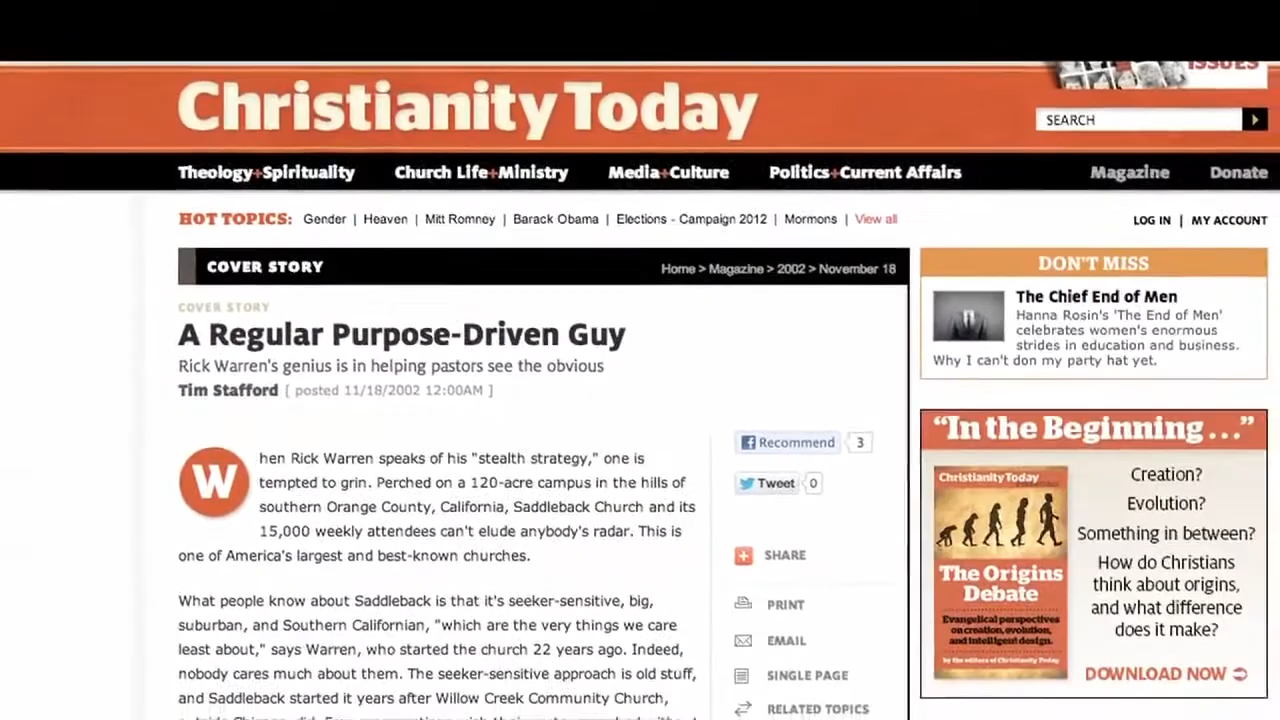 ISSUES
Christianity Today
SEARCH
Theology+Spirituality Church Life+Ministry Media+Culture Politics+Current Affairs Magazine Donate
HOT TOPICS: Gender | Heaven | Mitt Romney | Barack Obama | Elections - Campaign 2012 | Mormons | View all
LOG IN | MY ACCOUNT
COVER STORY
Home > Magazine > 2002 > November 18
COVER STORY
A Regular Purpose-Driven Guy
Rick Warren's genius is in helping pastors see the obvious
Tim Stafford [ posted 11/18/2002 12:00AM ]
When Rick Warren speaks of his "stealth strategy," one is
tempted to grin. Perched on a 120-acre campus in the hills of
southern Orange County, California, Saddleback Church and its
15,000 weekly attendees can't elude anybody's radar. This is
one of America's largest and best-known churches.
What people know about Saddleback is that it's seeker-sensitive, big,
suburban, and Southern Californian, "which are the very things we care
least about," says Warren, who started the church 22 years ago. Indeed,
nobody cares much about them. The seeker-sensitive approach is old stuff,
and Saddleback started it years after Willow Creek Community Church,
Recommend 3
Tweet 0
SHARE
PRINT
EMAIL
SINGLE PAGE
RELATED TOPICS
DON'T MISS
The Chief End of Men
Hanna Rosin's 'The End of Men'
celebrates women's enormous
strides in education and business.
Why I can't don my party hat yet.
"In the Beginning..."
Christianity Today
The Origins
Debate
Evangelical perspectives
on creation, evolution,
and intelligent design.
by the editors of Christianity Today
Creation?
Evolution?
Something in between?
How do Christians
think about origins,
and what difference
does it make?
DOWNLOAD NOW